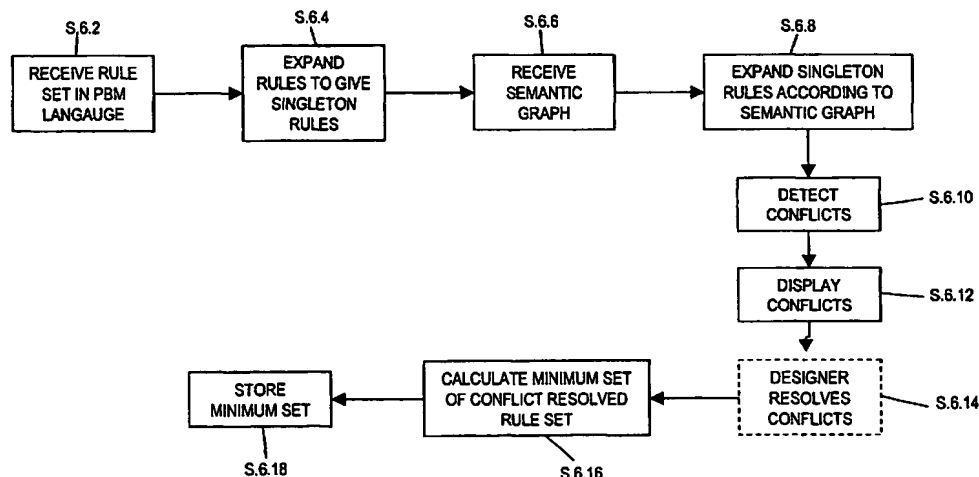 S.6.2
RECEIVE RULE
SET IN PBM
LANGAUGE
S.6.4
EXPAND
RULES TO GIVE
SINGLETON
RULES
S.6.6
RECEIVE
SEMANTIC
GRAPH
S.6.8
EXPAND SINGLETON
RULES ACCORDING TO
SEMANTIC GRAPH
DETECT
CONFLICTS
S.6.10
DISPLAY
CONFLICTS
S.6.12
DESIGNER
RESOLVES
CONFLICTS
S.6.14
CALCULATE MINIMUM SET
OF CONFLICT RESOLVED
RULE SET
S.6.16
STORE
MINIMUM SET
S.6.18